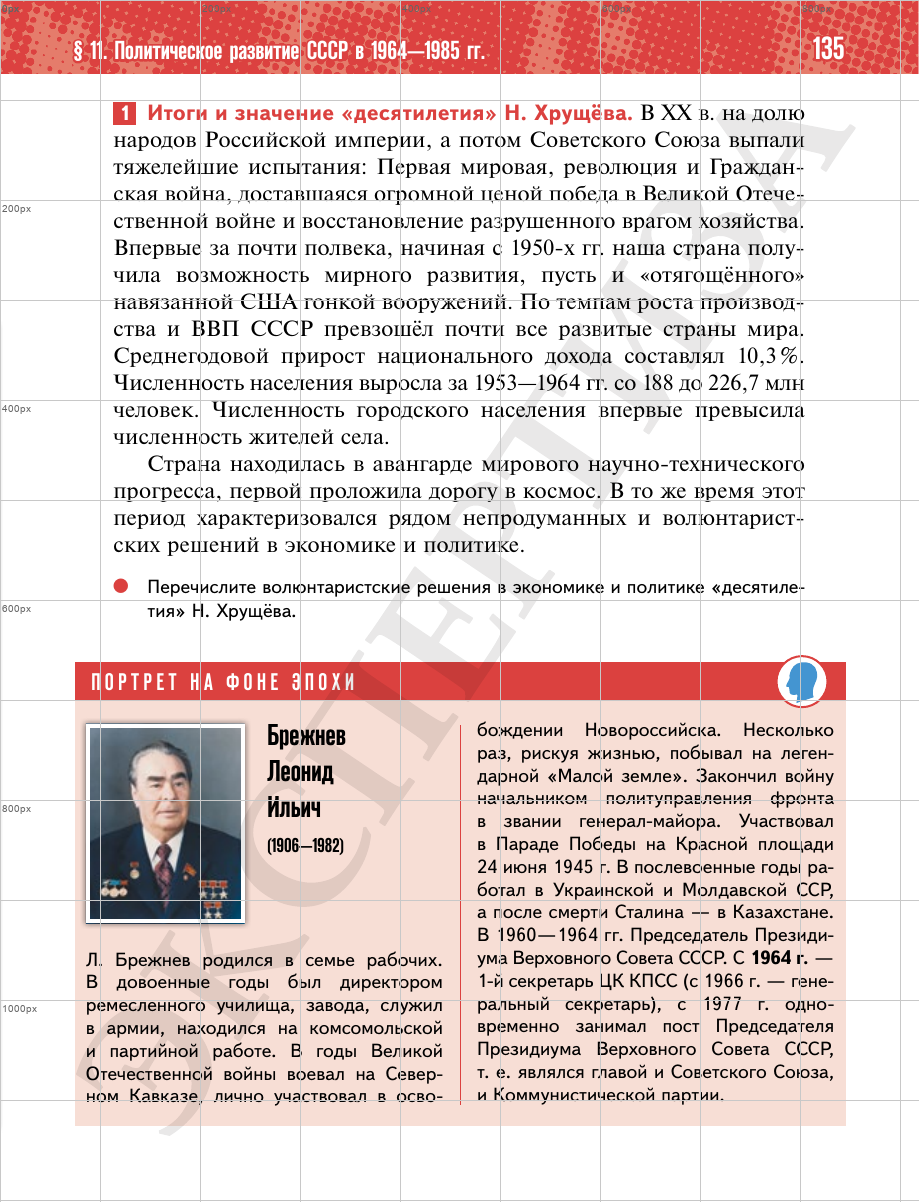 § 11. Политическое развитие СССР в 1964—1985 гг.
135
1 Итоги и значение «десятилетия» Н. Хрущёва. В XX в. на долю
народов Российской империи, а потом Советского Союза выпали
тяжелейшие испытания: Первая мировая, революция и Граждан-
ская война, доставшаяся огромной ценой победа в Великой Отече-
ственной войне и восстановление разрушенного врагом хозяйства.
Впервые за почти полвека, начиная с 1950-х гг. наша страна полу-
чила возможность мирного развития, пусть и «отягощённого»
навязанной США гонкой вооружений. По темпам роста производ-
ства и ВВП СССР превзошёл почти все развитые страны мира.
Среднегодовой прирост национального дохода составлял 10,3 %.
Численность населения выросла за 1953—1964 гг. со 188 до 226,7 млн
человек. Численность городского населения впервые превысила
численность жителей села.
Страна находилась в авангарде мирового научно-технического
прогресса, первой проложила дорогу в космос. В то же время этот
период характеризовался рядом непродуманных и волюнтарист-
ских решений в экономике и политике.
Перечислите волюнтаристские решения в экономике и политике «десятиле-
тия» Н. Хрущёва.
ПОРТРЕТ НА ФОНЕ ЭПОХИ
Брежнев
Леонид
Ильич
(1906—1982)
Л. Брежнев родился в семье рабочих.
В довоенные годы был директором
ремесленного училища, завода, служил
в армии, находился на комсомольской
и партийной работе. В годы Великой
Отечественной войны воевал на Север-
ном Кавказе, лично участвовал в осво-
бождении Новороссийска. Несколько
раз, рискуя жизнью, побывал на леген-
дарной «Малой земле». Закончил войну
начальником политуправления фронта
в звании генерал-майора. Участвовал
в Параде Победы на Красной площади
24 июня 1945 г. В послевоенные годы ра-
ботал в Украинской и Молдавской ССР,
а после смерти Сталина — в Казахстане.
В 1960—1964 гг. Председатель Президи-
ума Верховного Совета СССР. С 1964 г. —
1-й секретарь ЦК КПСС (с 1966 г. — гене-
ральный секретарь), с 1977 г. одно-
временно занимал пост Председателя
Президиума Верховного Совета СССР,
т. е. являлся главой и Советского Союза,
и Коммунистической партии.
ЭКСПЕРТИЗА
200px
400px
600px
800px
1000px